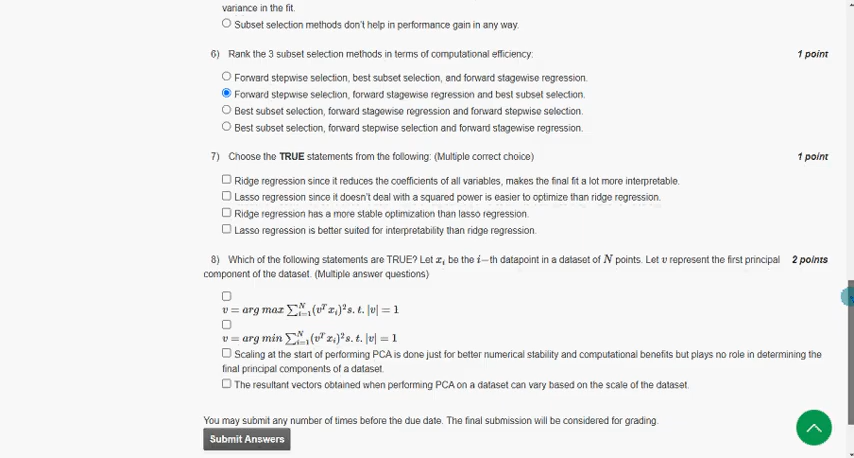 variance in the fit.
Subset selection methods don't help in performance gain in any way.
6) Rank the 3 subset selection methods in terms of computational efficiency: 1 point
Forward stepwise selection, best subset selection, and forward stagewise regression.
Forward stepwise selection, forward stagewise regression and best subset selection.
Best subset selection, forward stagewise regression and forward stepwise selection.
Best subset selection, forward stepwise selection and forward stagewise regression.
7) Choose the TRUE statements from the following: (Multiple correct choice) 1 point
Ridge regression since it reduces the coefficients of all variables, makes the final fit a lot more interpretable.
Lasso regression since it doesn't deal with a squared power is easier to optimize than ridge regression.
Ridge regression has a more stable optimization than lasso regression.
Lasso regression is better suited for interpretability than ridge regression.
8) Which of the following statements are TRUE? Let xᵢ be the i−th datapoint in a dataset of N points. Let v represent the first principal 2 points
component of the dataset. (Multiple answer questions)
v = arg max ∑ᵢ₌₁ᴺ(vᵀxᵢ)²s. t. |v| = 1
v = arg min ∑ᵢ₌₁ᴺ(vᵀxᵢ)²s. t. |v| = 1
Scaling at the start of performing PCA is done just for better numerical stability and computational benefits but plays no role in determining the
final principal components of a dataset.
The resultant vectors obtained when performing PCA on a dataset can vary based on the scale of the dataset.
You may submit any number of times before the due date. The final submission will be considered for grading.
Submit Answers